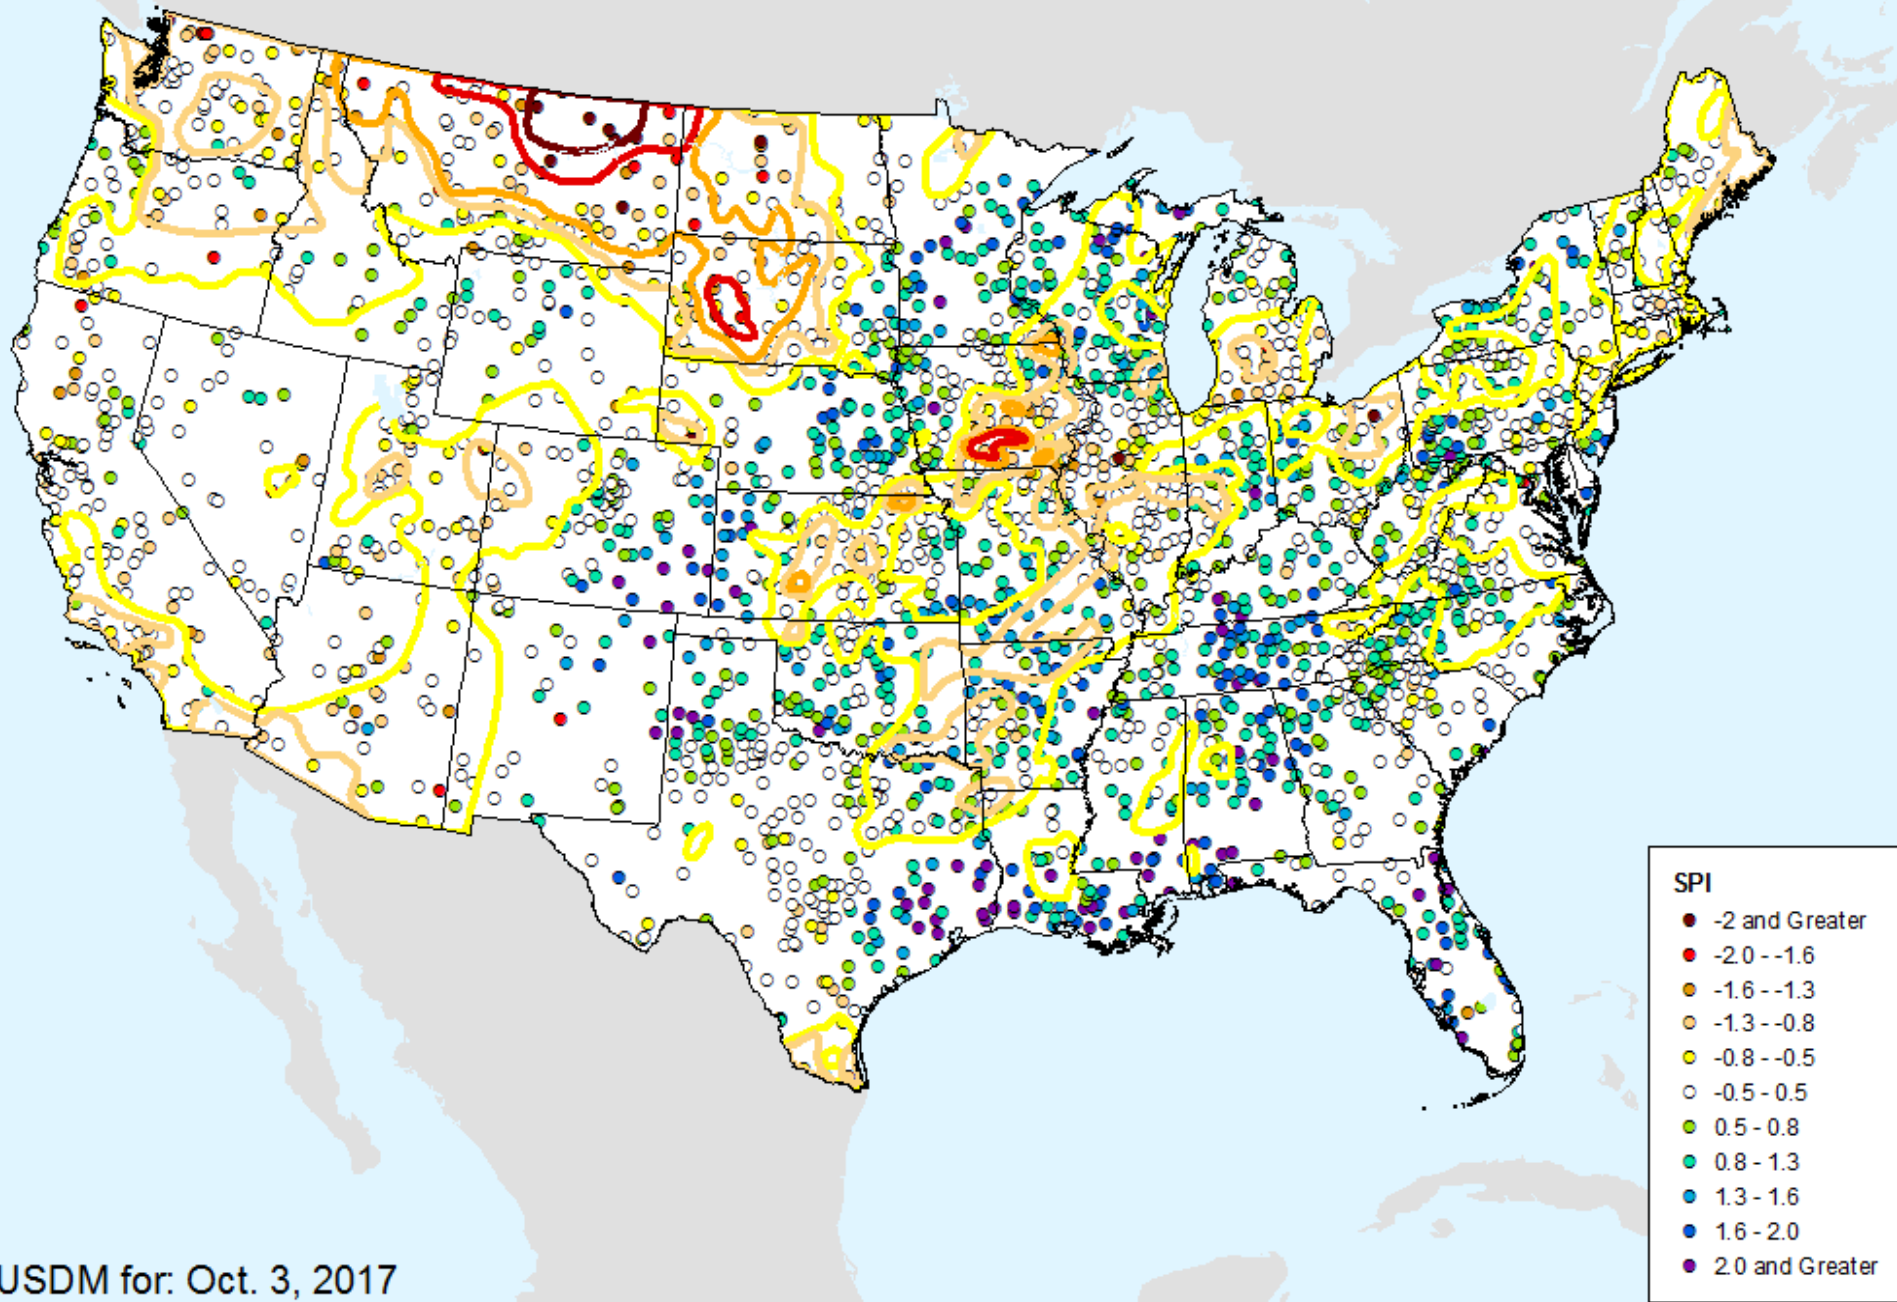 SPI
-2 and Greater
-2.0 - -1.6
-1.6 - -1.3
-1.3 - -0.8
-0.8 - -0.5
-0.5 - 0.5
0.5 - 0.8
0.8 - 1.3
1.3 - 1.6
1.6 - 2.0
2.0 and Greater
USDM for: Oct. 3, 2017